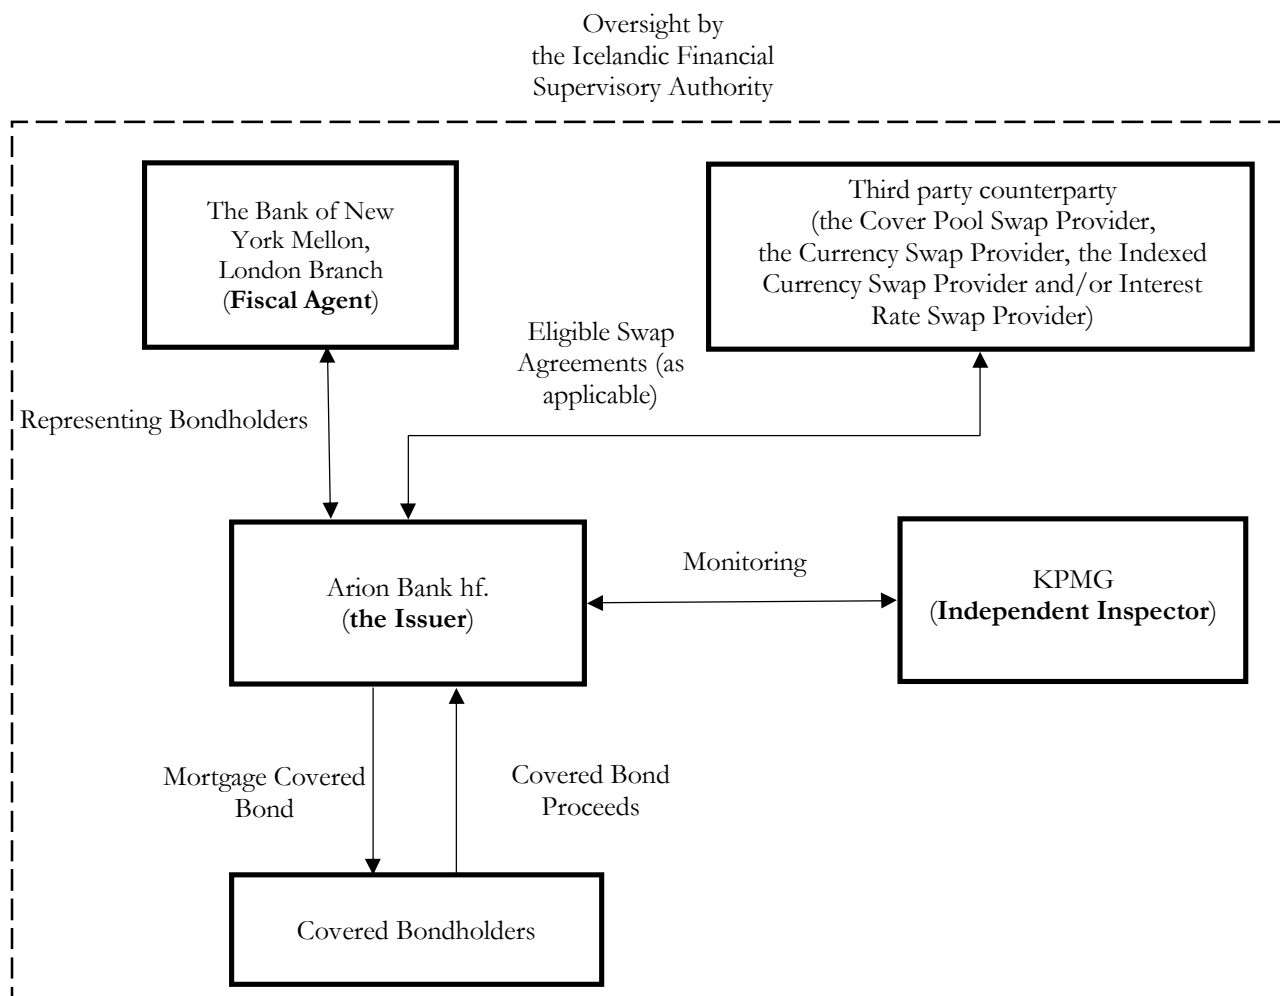 Oversight by
the Icelandic Financial
Supervisory Authority
The Bank of New
York Mellon,
London Branch
(Fiscal Agent)
Third party counterparty
(the Cover Pool Swap Provider,
the Currency Swap Provider, the Indexed
Currency Swap Provider and/or Interest
Rate Swap Provider)
Eligible Swap
Agreements (as
applicable)
Representing Bondholders
Arion Bank hf.
(the Issuer)
Monitoring
KPMG
(Independent Inspector)
Mortgage Covered
Bond
Covered Bond
Proceeds
Covered Bondholders